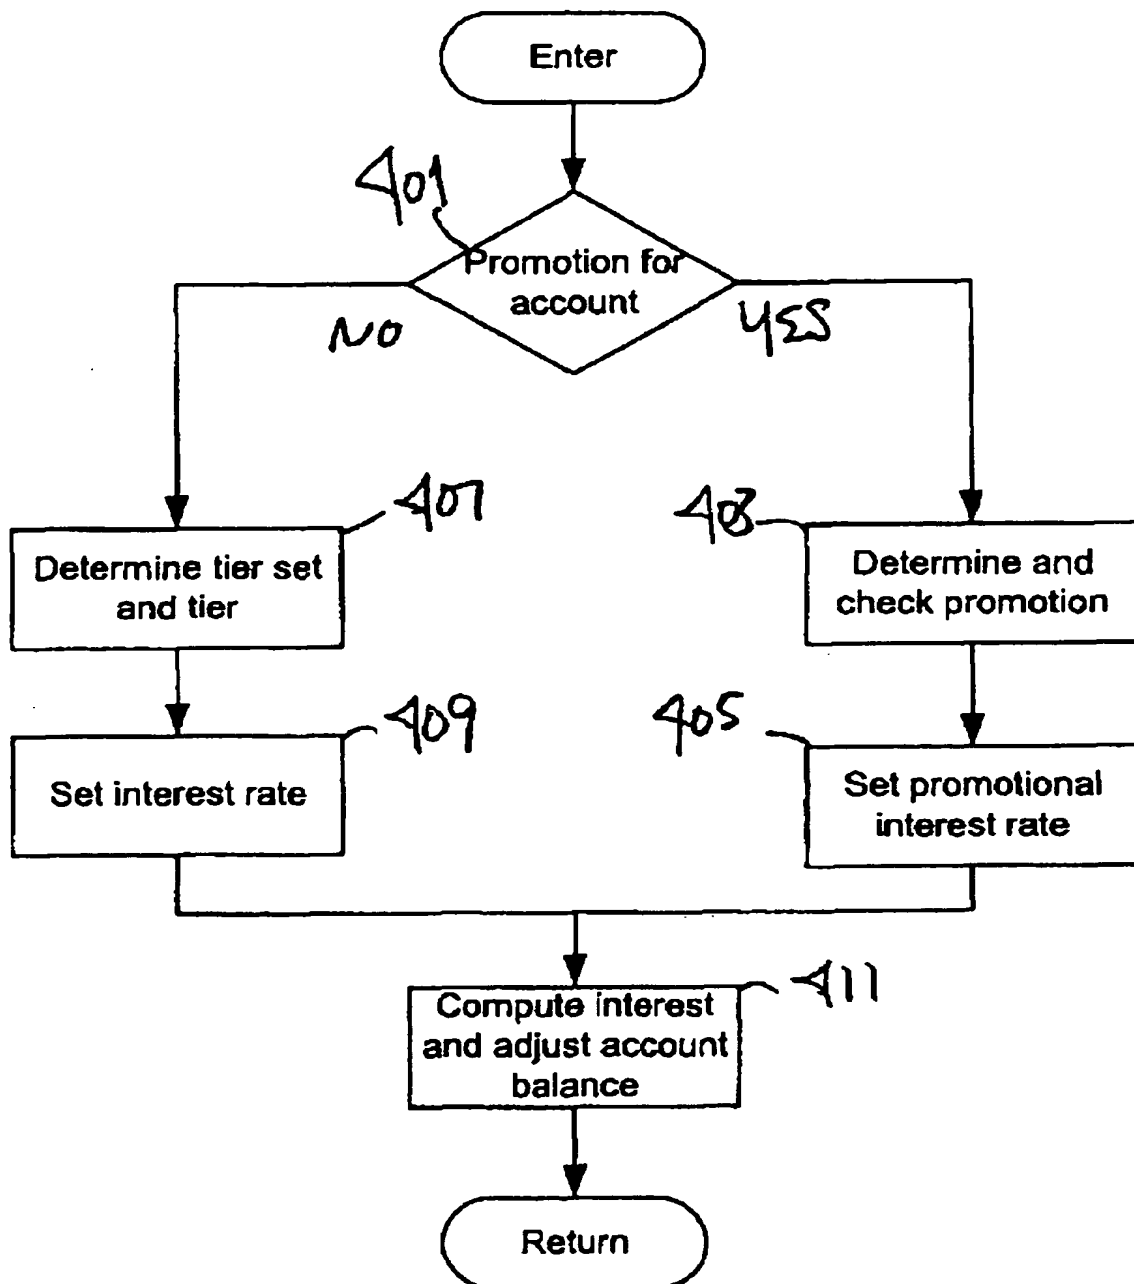 Enter
401
Promotion for
account
NO
YES
407
403
Determine tier set
and tier
Determine and
check promotion
409
405
Set interest rate
Set promotional
interest rate
411
Compute interest
and adjust account
balance
Return